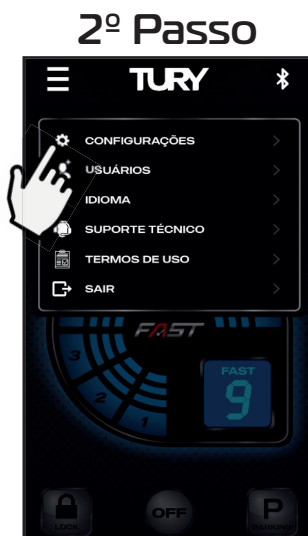 2º Passo
TURY
CONFIGURAÇÕES
USUÁRIOS
IDIOMA
SUPORTE TÉCNICO
TERMOS DE USO
SAIR
FAST
3
2
1
FAST
9
LOCK
OFF
P
PARKING